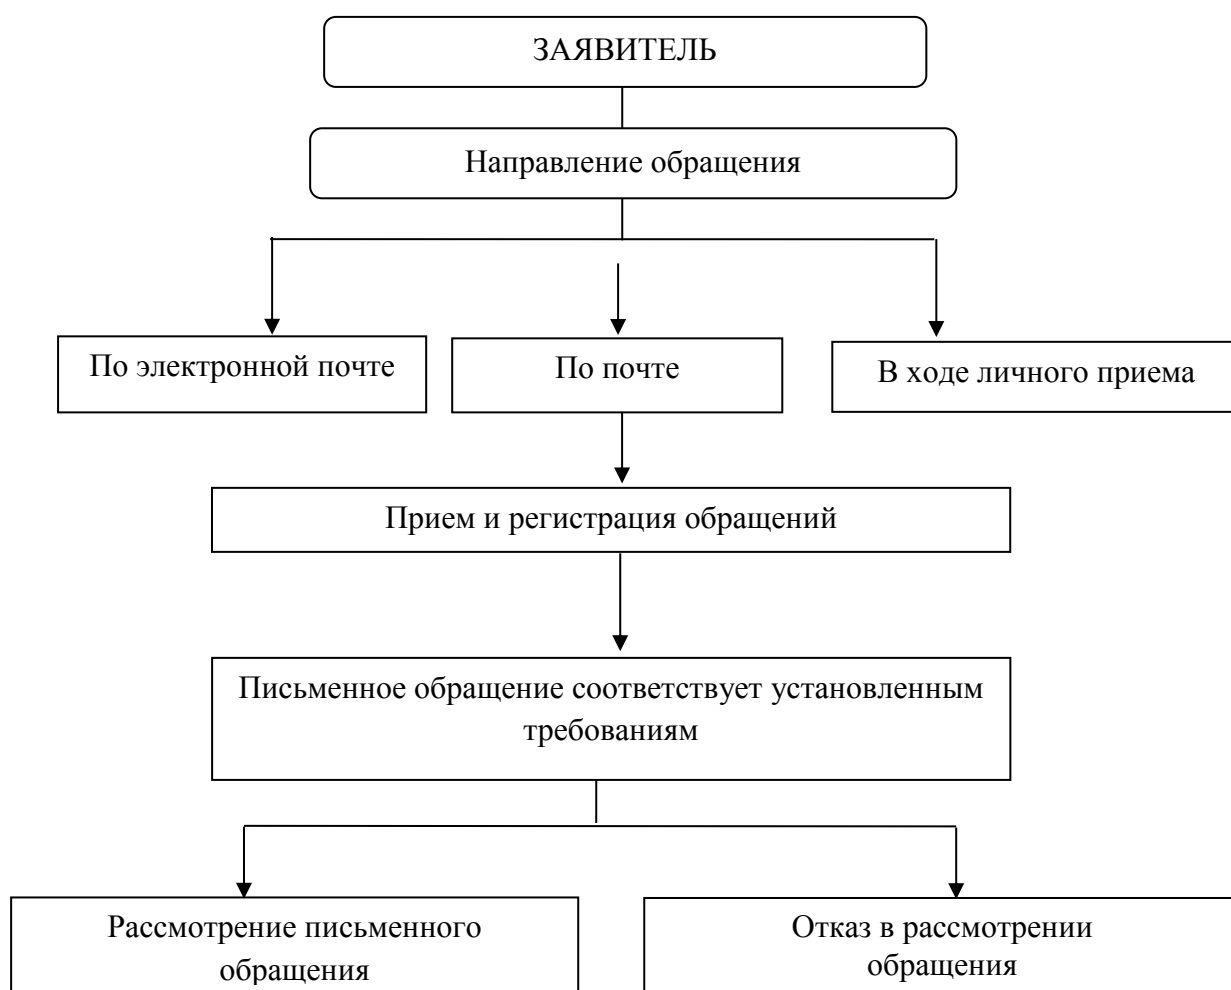 ЗАЯВИТЕЛЬ
Направление обращения
По электронной почте
По почте
В ходе личного приема
Прием и регистрация обращений
Письменное обращение соответствует установленным
требованиям
Рассмотрение письменного
обращения
Отказ в рассмотрении
обращения